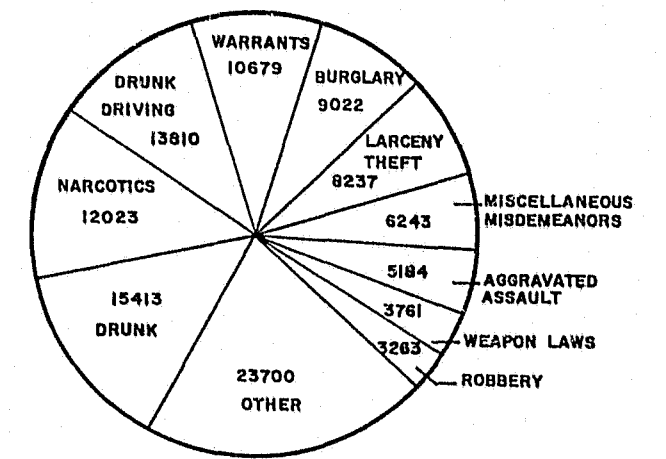 WARRANTS
10679
BURGLARY
9022
DRUNK
DRIVING
13810
LARCENY
THEFT
8237
NARCOTICS
12023
MISCELLANEOUS
MISDEMEANORS
6243
5184
AGGRAVATED
ASSAULT
3761
WEAPON LAWS
3263
ROBBERY
15413
DRUNK
23700
OTHER